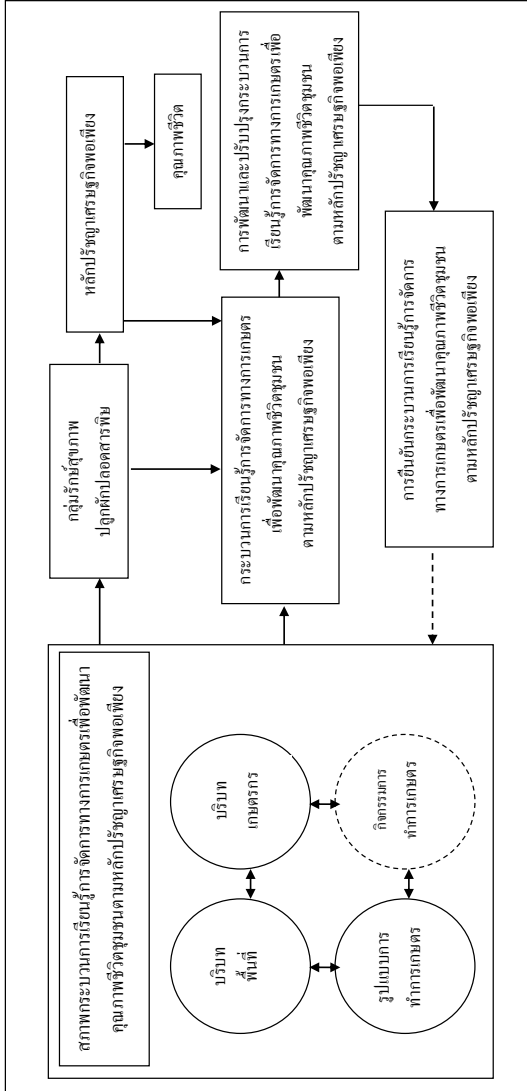 สภาพกระบวนการเรียนรู้การจัดการทางการเกษตรเพื่อพัฒนา
คุณภาพชีวิตชุมชนตามหลักปรัชญาเศรษฐกิจพอเพียง
บริบท
พื้นที่
บริบท
เกษตรกร
รูปแบบการ
ทำการเกษตร
กิจกรรมการ
ทำการเกษตร
กลุ่มรักษ์สุขภาพ
ปลูกผักปลอดสารพิษ
หลักปรัชญาเศรษฐกิจพอเพียง
คุณภาพชีวิต
กระบวนการเรียนรู้การจัดการทางการเกษตร
เพื่อพัฒนาคุณภาพชีวิตชุมชน
ตามหลักปรัชญาเศรษฐกิจพอเพียง
การพัฒนาและปรับปรุงกระบวนการ
เรียนรู้การจัดการทางการเกษตรเพื่อ
พัฒนาคุณภาพชีวิตชุมชน
ตามหลักปรัชญาเศรษฐกิจพอเพียง
การยืนยันกระบวนการเรียนรู้การจัดการ
ทางการเกษตรเพื่อพัฒนาคุณภาพชีวิตชุมชน
ตามหลักปรัชญาเศรษฐกิจพอเพียง